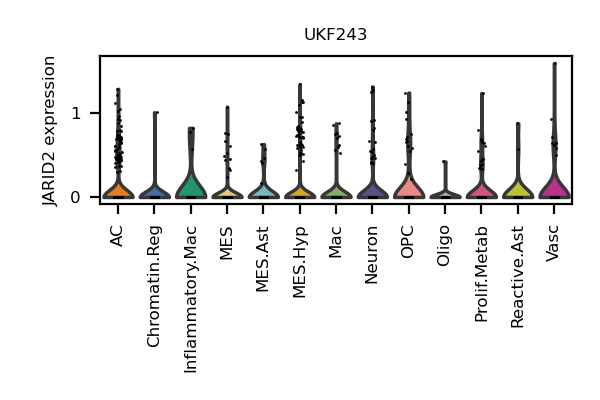 UKF243
JARID2 expression
1
0
AC
Chromatin.Reg
Inflammatory.Mac
MES
MES.Ast
MES.Hyp
Mac
Neuron
OPC
Oligo
Prolif.Metab
Reactive.Ast
Vasc